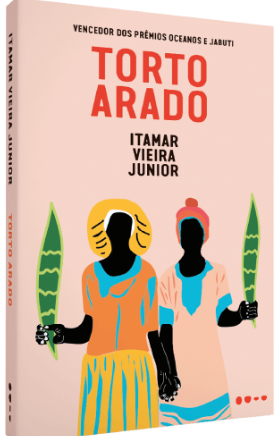 VENCEDOR DOS PRÊMIOS OCEANOS E JABUTI
TORTO
ARADO
ITAMAR
VIEIRA
JUNIOR
ITAMAR VIEIRA JUNIOR
TORTO ARADO